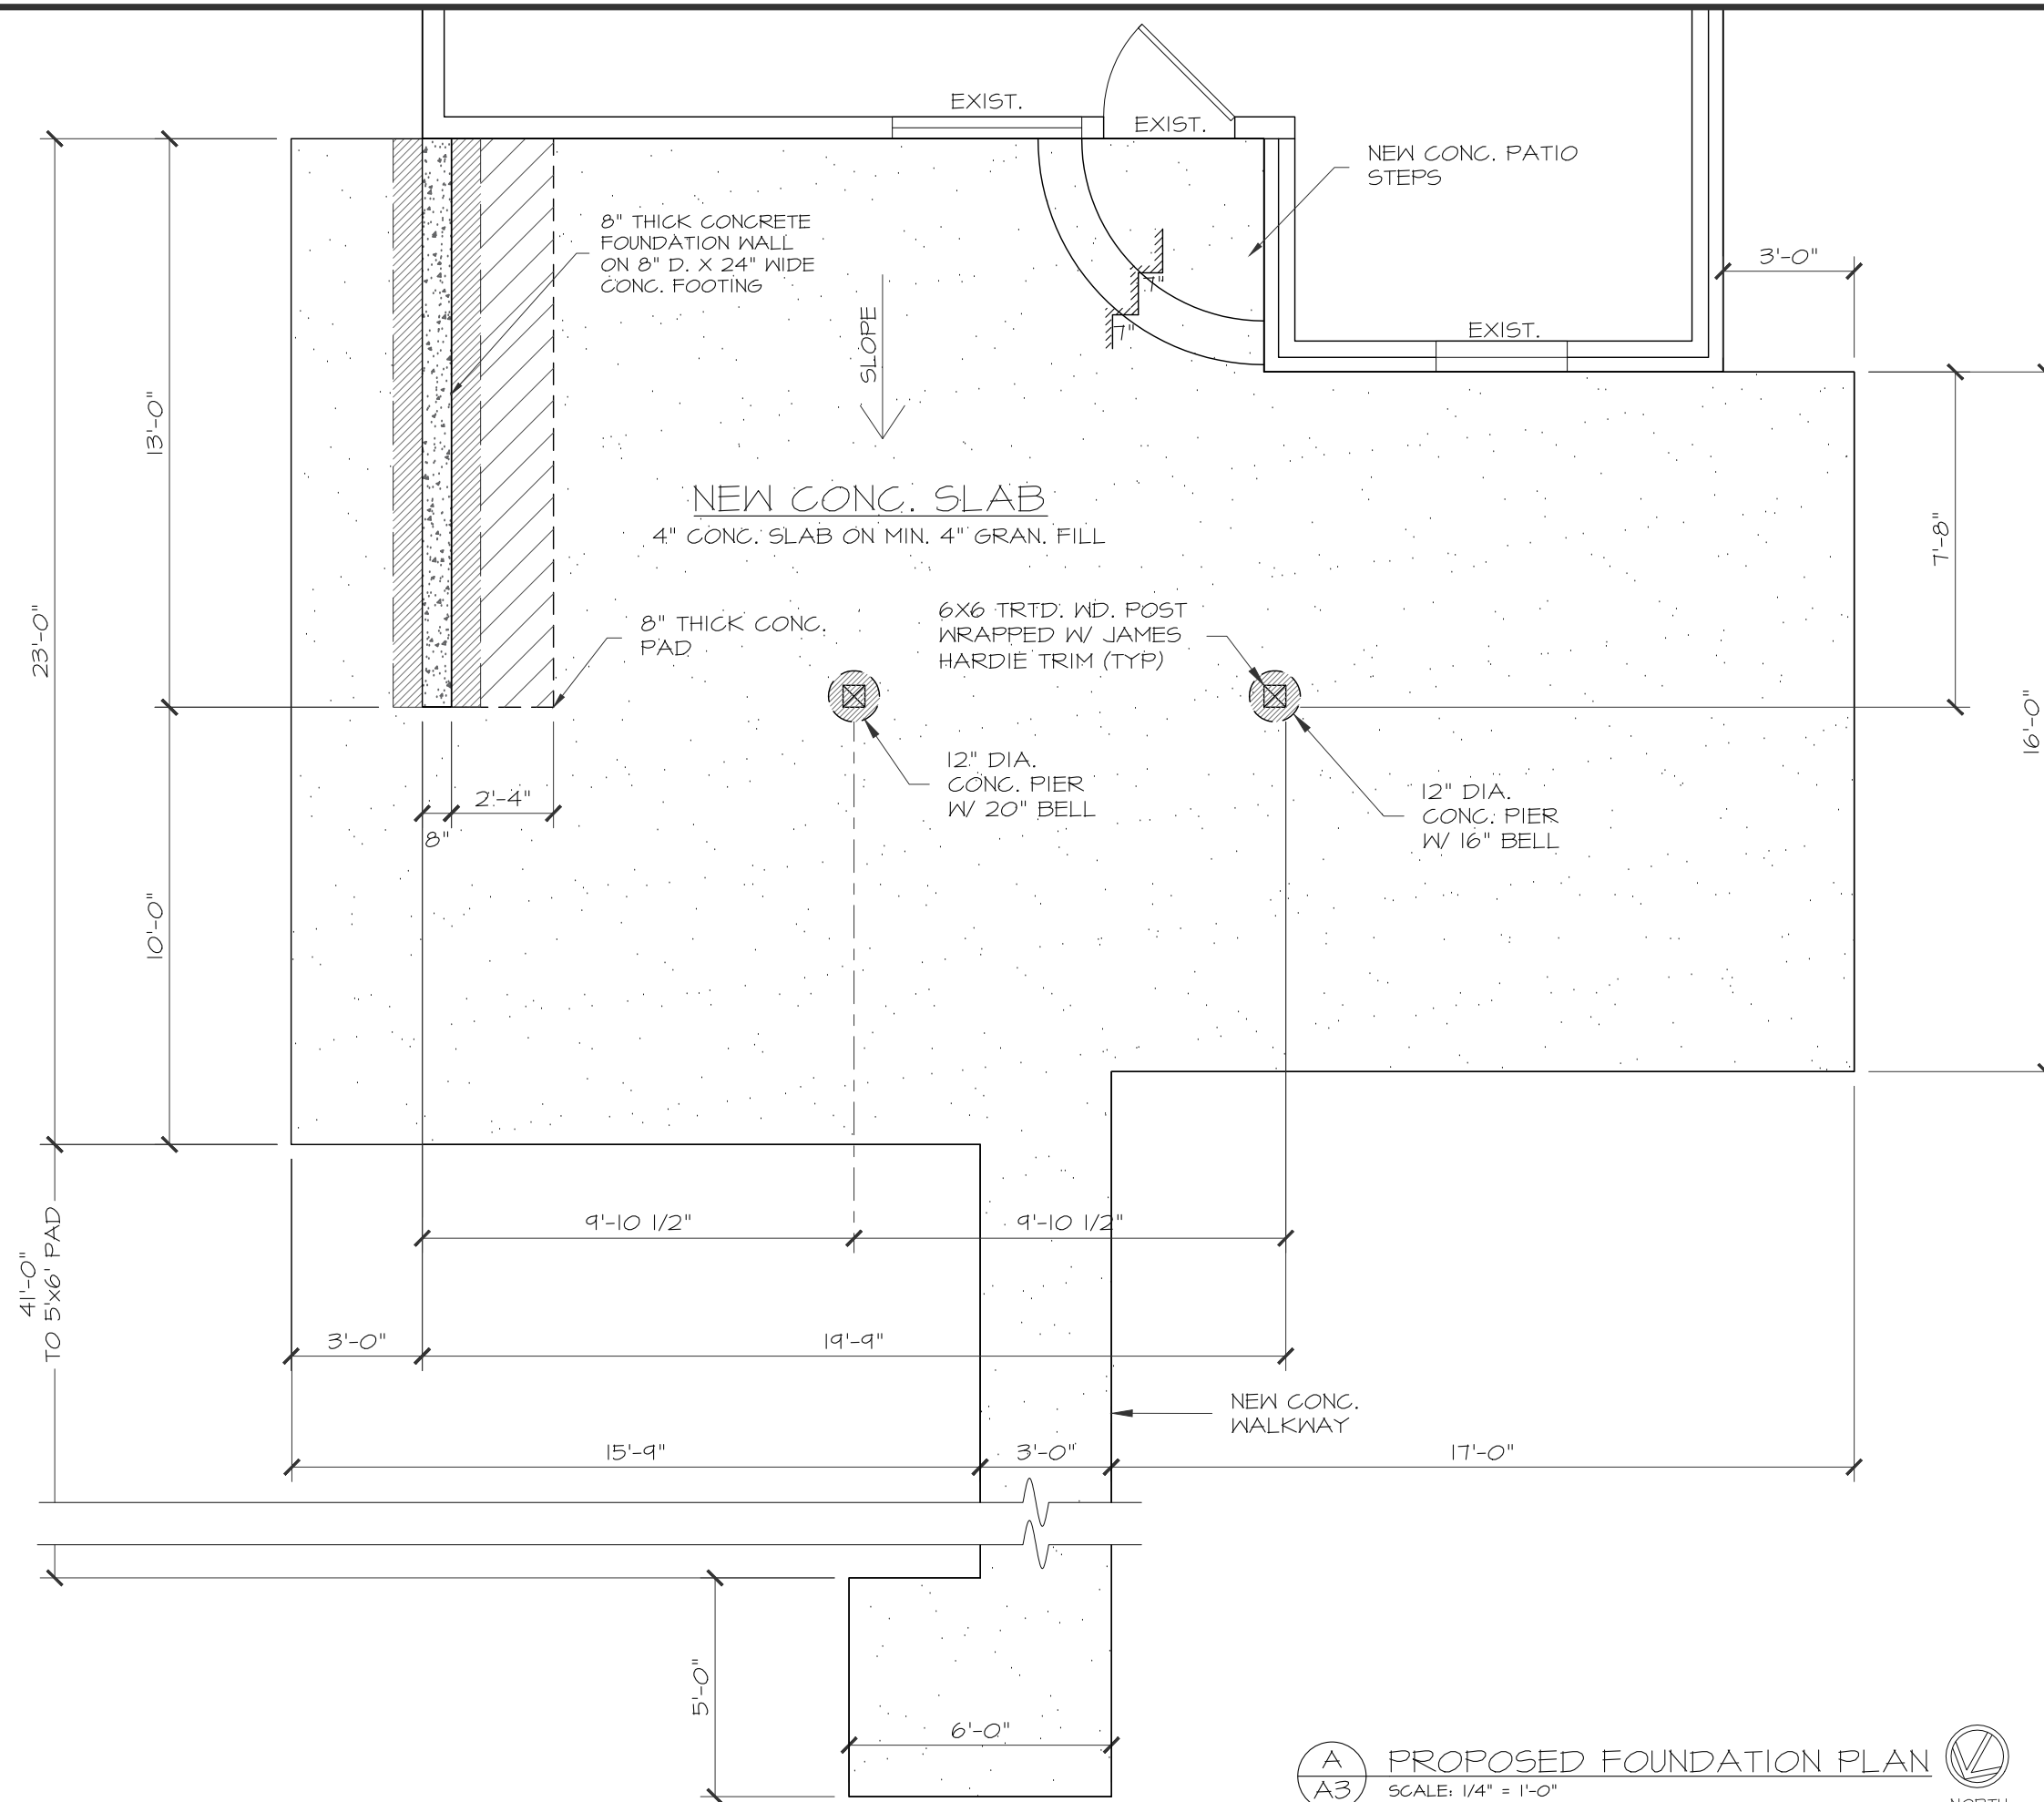 EXIST.
EXIST.
NEW CONC. PATIO
STEPS
8" THICK CONCRETE
FOUNDATION WALL
ON 8" D. X 24" WIDE
CONC. FOOTING
3'-0"
7"
7"
SLOPE
EXIST.
13'-0"
NEW CONC. SLAB
4" CONC. SLAB ON MIN. 4" GRAN. FILL
7'-8"
23'-0"
8" THICK CONC.
PAD
6X6 TRTD. WD. POST
WRAPPED W/ JAMES
HARDIE TRIM (TYP)
16'-0"
12" DIA.
CONC. PIER
W/ 20" BELL
12" DIA.
CONC. PIER
W/ 16" BELL
2'-4"
8"
10'-0"
9'-10 1/2"
9'-10 1/2"
41'-0"
TO 5'x6' PAD
3'-0"
19'-9"
NEW CONC.
WALKWAY
15'-9"
3'-0"
17'-0"
5'-0"
6'-0"
A
A3
PROPOSED FOUNDATION PLAN
SCALE: 1/4" = 1'-0"
NORTH